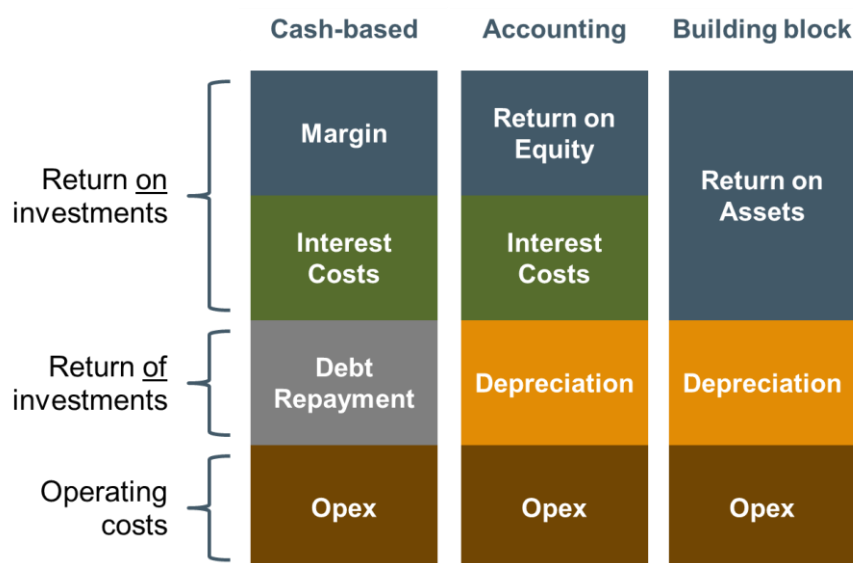 Cash-based
Accounting
Building block
Return on
investments
Margin
Return on
Equity
Return on
Assets
Interest
Costs
Interest
Costs
Return of
investments
Debt
Repayment
Depreciation
Depreciation
Operating
costs
Opex
Opex
Opex